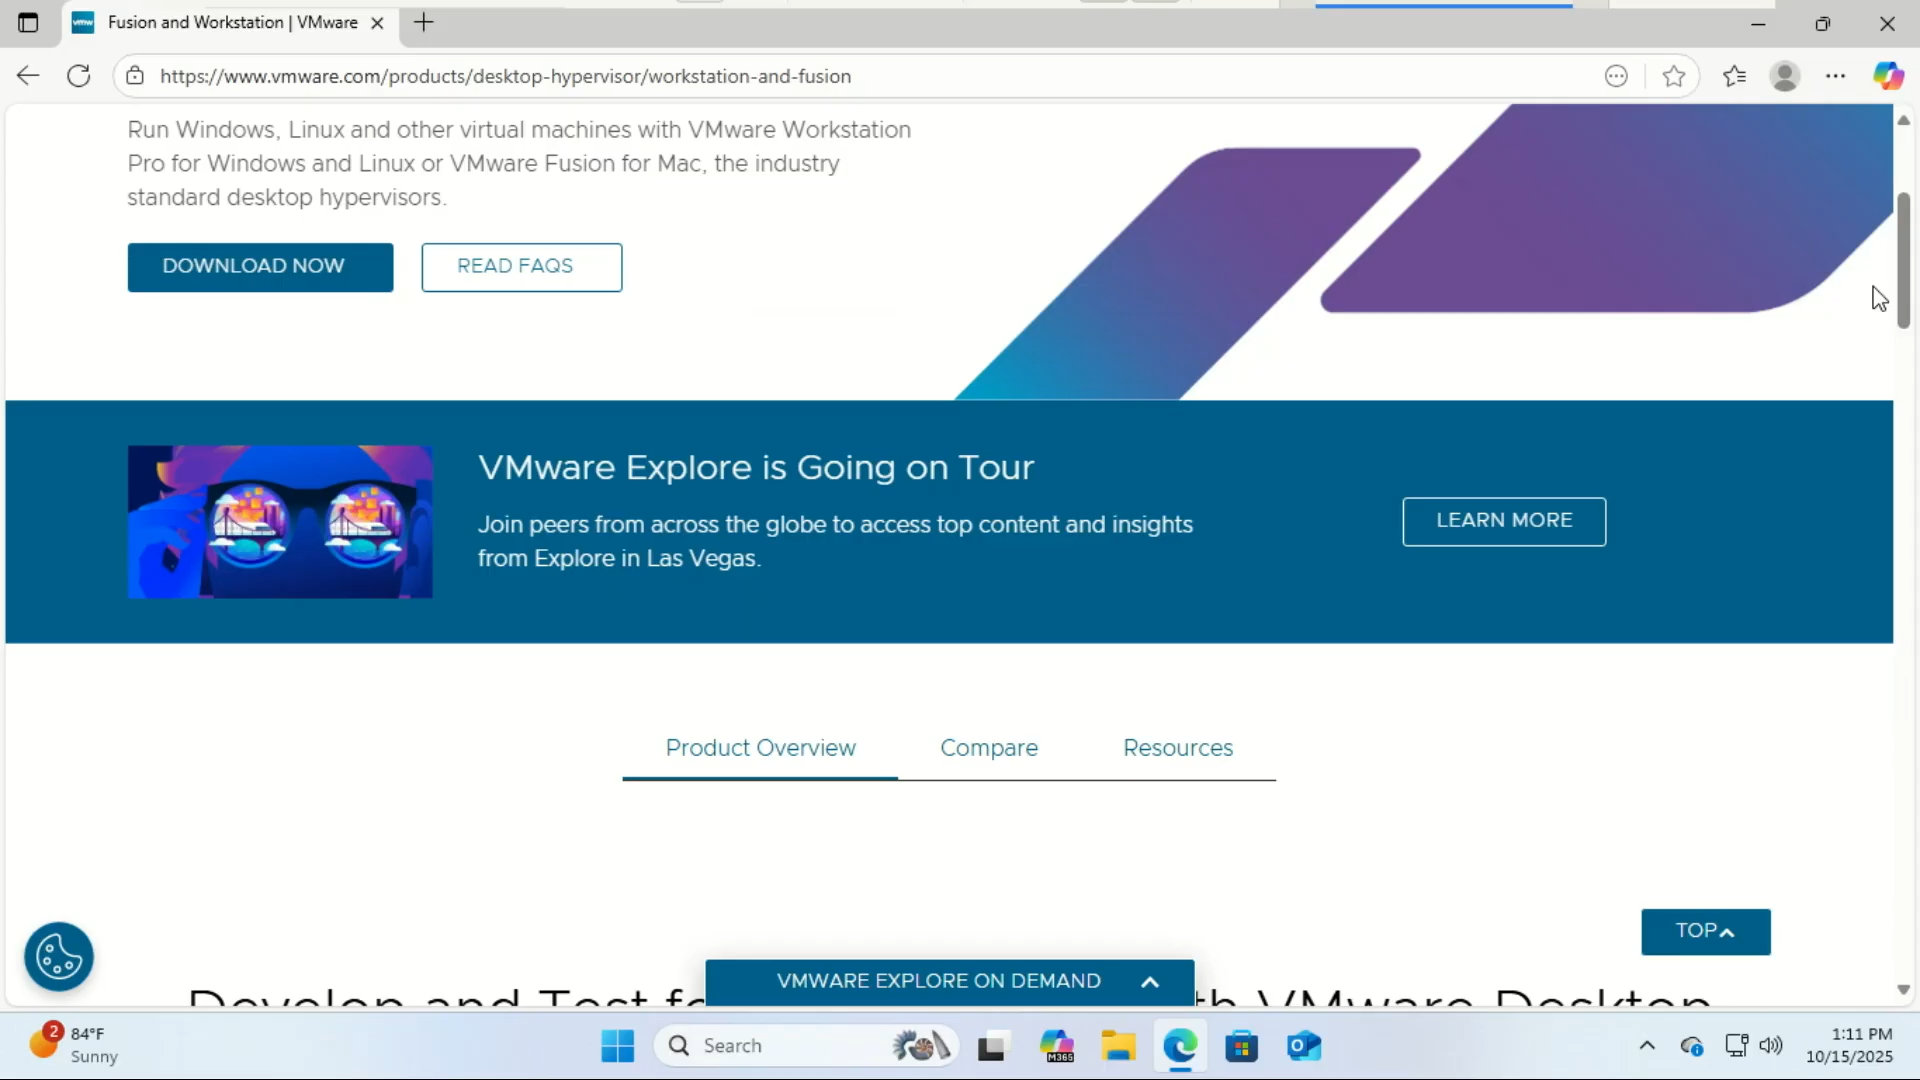 vmw
Fusion and Workstation | VMware
https://www.vmware.com/products/desktop-hypervisor/workstation-and-fusion
Run Windows, Linux and other virtual machines with VMware Workstation
Pro for Windows and Linux or VMware Fusion for Mac, the industry
standard desktop hypervisors.
DOWNLOAD NOW
READ FAQS
VMware Explore is Going on Tour
Join peers from across the globe to access top content and insights
from Explore in Las Vegas.
LEARN MORE
Product Overview
Compare
Resources
TOP
VMWARE EXPLORE ON DEMAND
Develop and Test f th VMware Desktop
2
84°F
Sunny
Search
M365
1:11 PM
10/15/2025